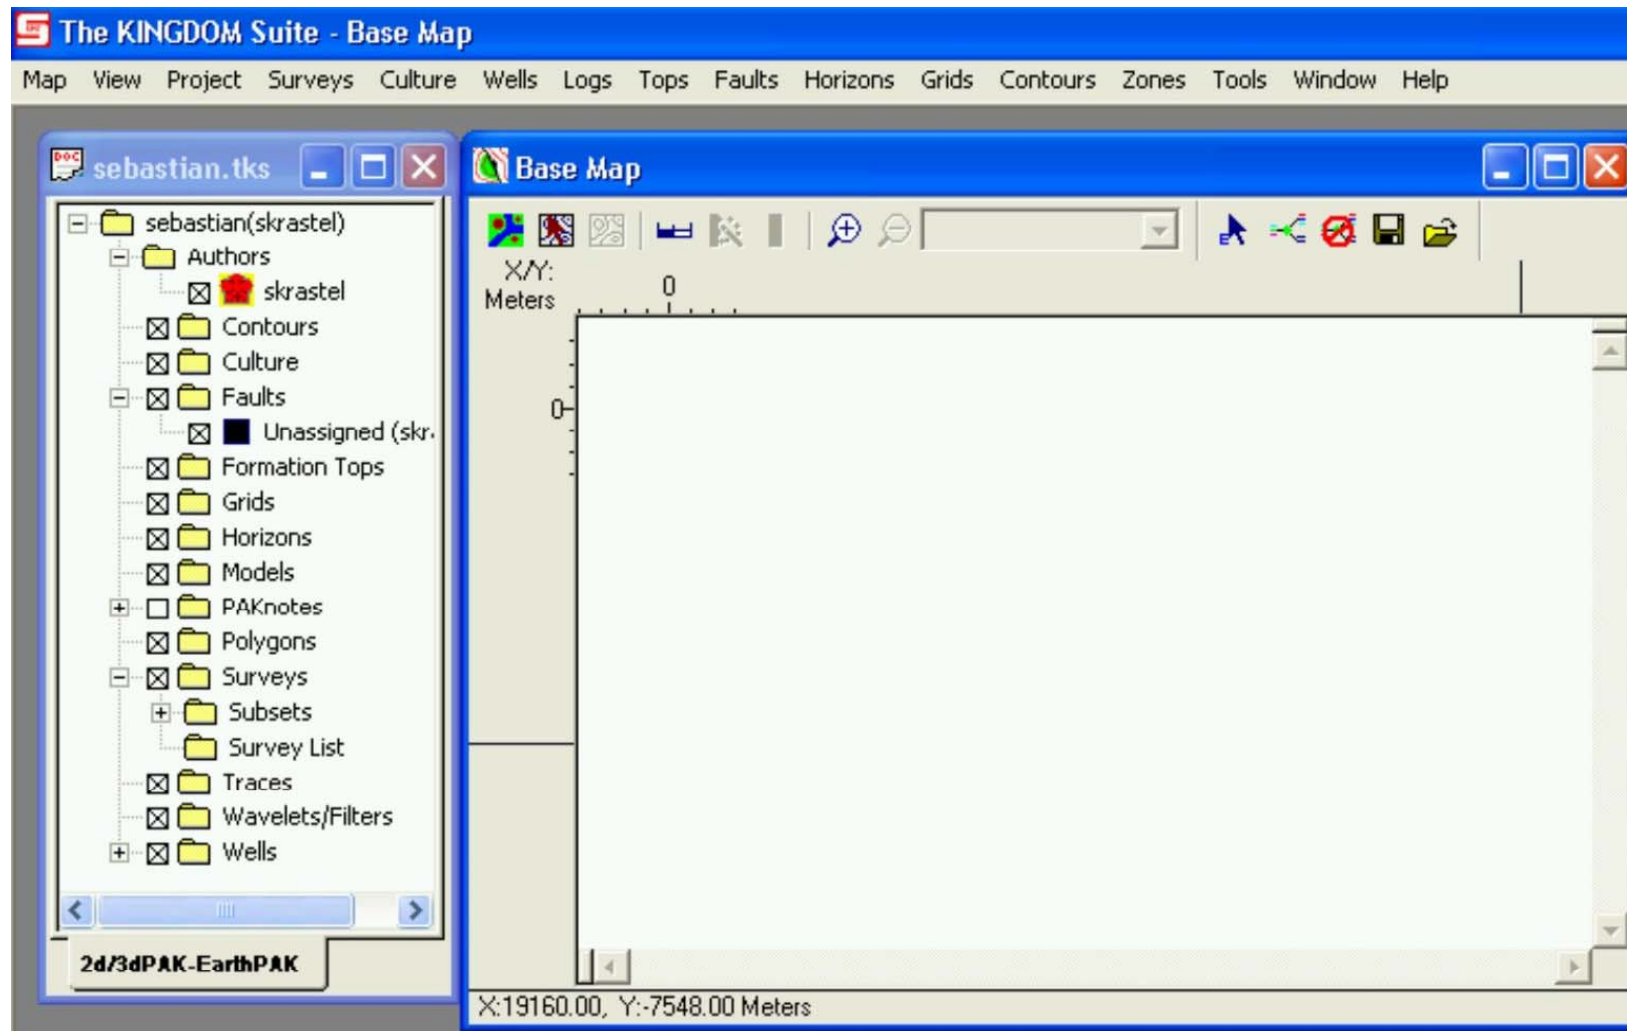 The KINGDOM Suite - Base Map
Map View Project Surveys Culture Wells Logs Tops Faults Horizons Grids Contours Zones Tools Window Help
DOC sebastian.tks
sebastian(skrastel)
Authors
skrastel
Contours
Culture
Faults
Unassigned (skr
Formation Tops
Grids
Horizons
Models
PAKnotes
Polygons
Surveys
Subsets
Survey List
Traces
Wavelets/Filters
Wells
2d/3dPAK-EarthPAK
Base Map
X/Y:
Meters
0
0
X:19160.00, Y:-7548.00 Meters